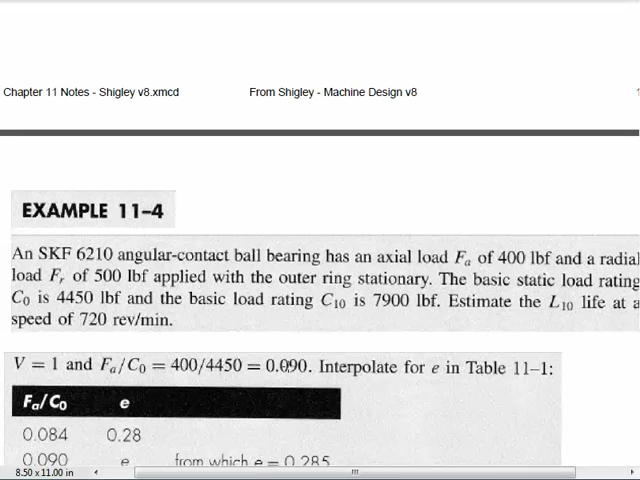 Chapter 11 Notes - Shigley v8.xmcd From Shigley - Machine Design v8
EXAMPLE 11–4
An SKF 6210 angular-contact ball bearing has an axial load Fa of 400 lbf and a radial
load Fr of 500 lbf applied with the outer ring stationary. The basic static load rating
C0 is 4450 lbf and the basic load rating C10 is 7900 lbf. Estimate the L10 life at a
speed of 720 rev/min.
V = 1 and Fa/C0 = 400/4450 = 0.090. Interpolate for e in Table 11–1:
Fa/C0 e
0.084 0.28
0.090 e from which e = 0.285
8.50 x 11.00 in